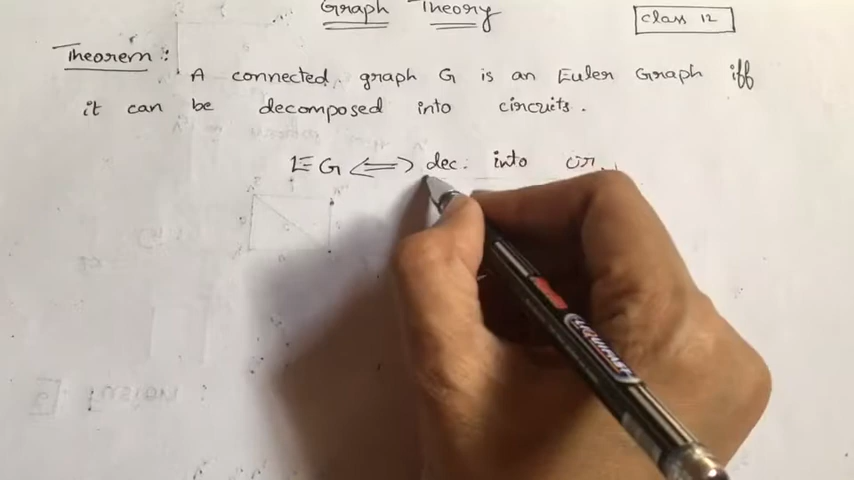 Graph Theory
class 12
Theorem :
A connected graph G is an Euler Graph iff
it can be decomposed into circuits.
EG ⟺ dec. into cir.